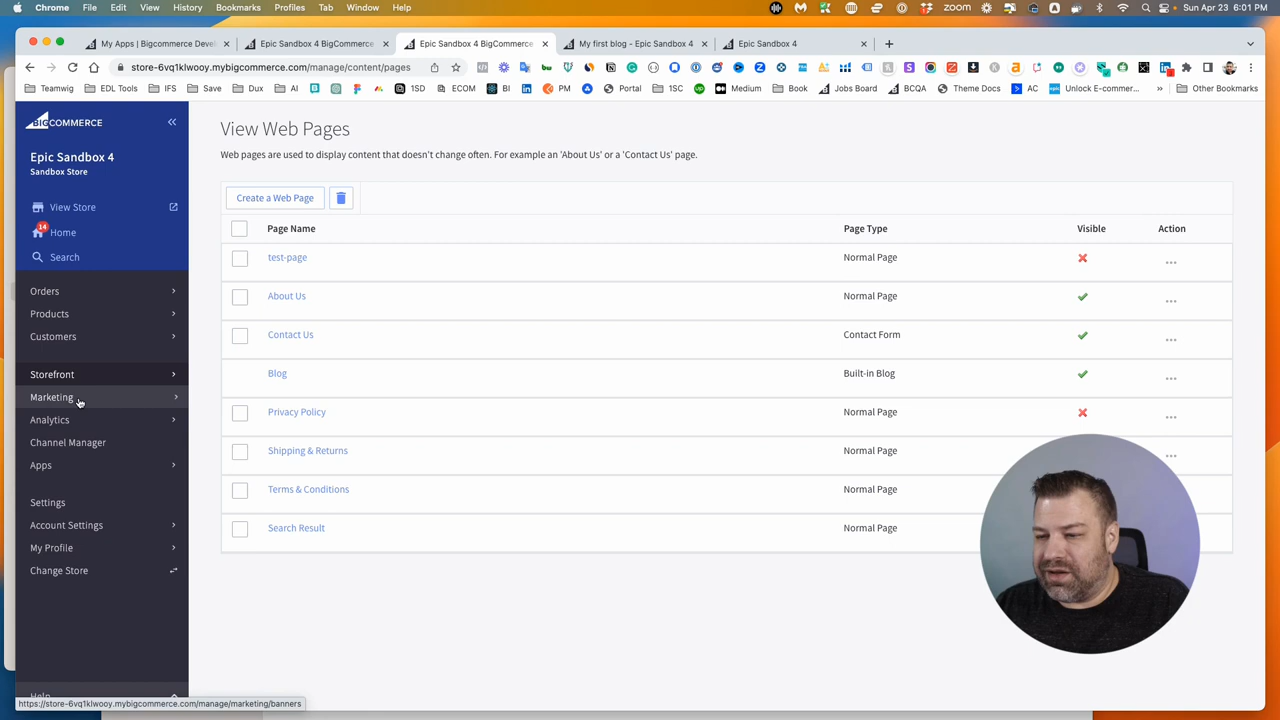 File Edit View History Bookmarks Profiles Tab Window Help
ZOOM
Sun Apr 23 6:01 PM
My Apps | Bigcommerce Devel
Epic Sandbox 4 BigCommerce
Epic Sandbox 4 BigCommerce
My first blog - Epic Sandbox 4
Epic Sandbox 4
store-6vq1klwooy.mybigcommerce.com/manage/content/pages
Teamwig EDL Tools IFS Save Dux AI 1SD ECOM BI PM Portal 1SC Medium Book Jobs Board BCQA Theme Docs AC Unlock E-commer... Other Bookmarks
BIGCOMMERCE
Epic Sandbox 4
Sandbox Store
View Store
14
Home
Search
Orders
Products
Customers
Storefront
Marketing
Analytics
Channel Manager
Apps
Settings
Account Settings
My Profile
Change Store
Help
View Web Pages
Web pages are used to display content that doesn't change often. For example an 'About Us' or a 'Contact Us' page.
Create a Web Page
Page Name Page Type Visible Action
test-page Normal Page
About Us Normal Page
Contact Us Contact Form
Blog Built-in Blog
Privacy Policy Normal Page
Shipping & Returns Normal Page
Terms & Conditions Normal Page
Search Result Normal Page
https://store-6vq1klwooy.mybigcommerce.com/manage/marketing/banners